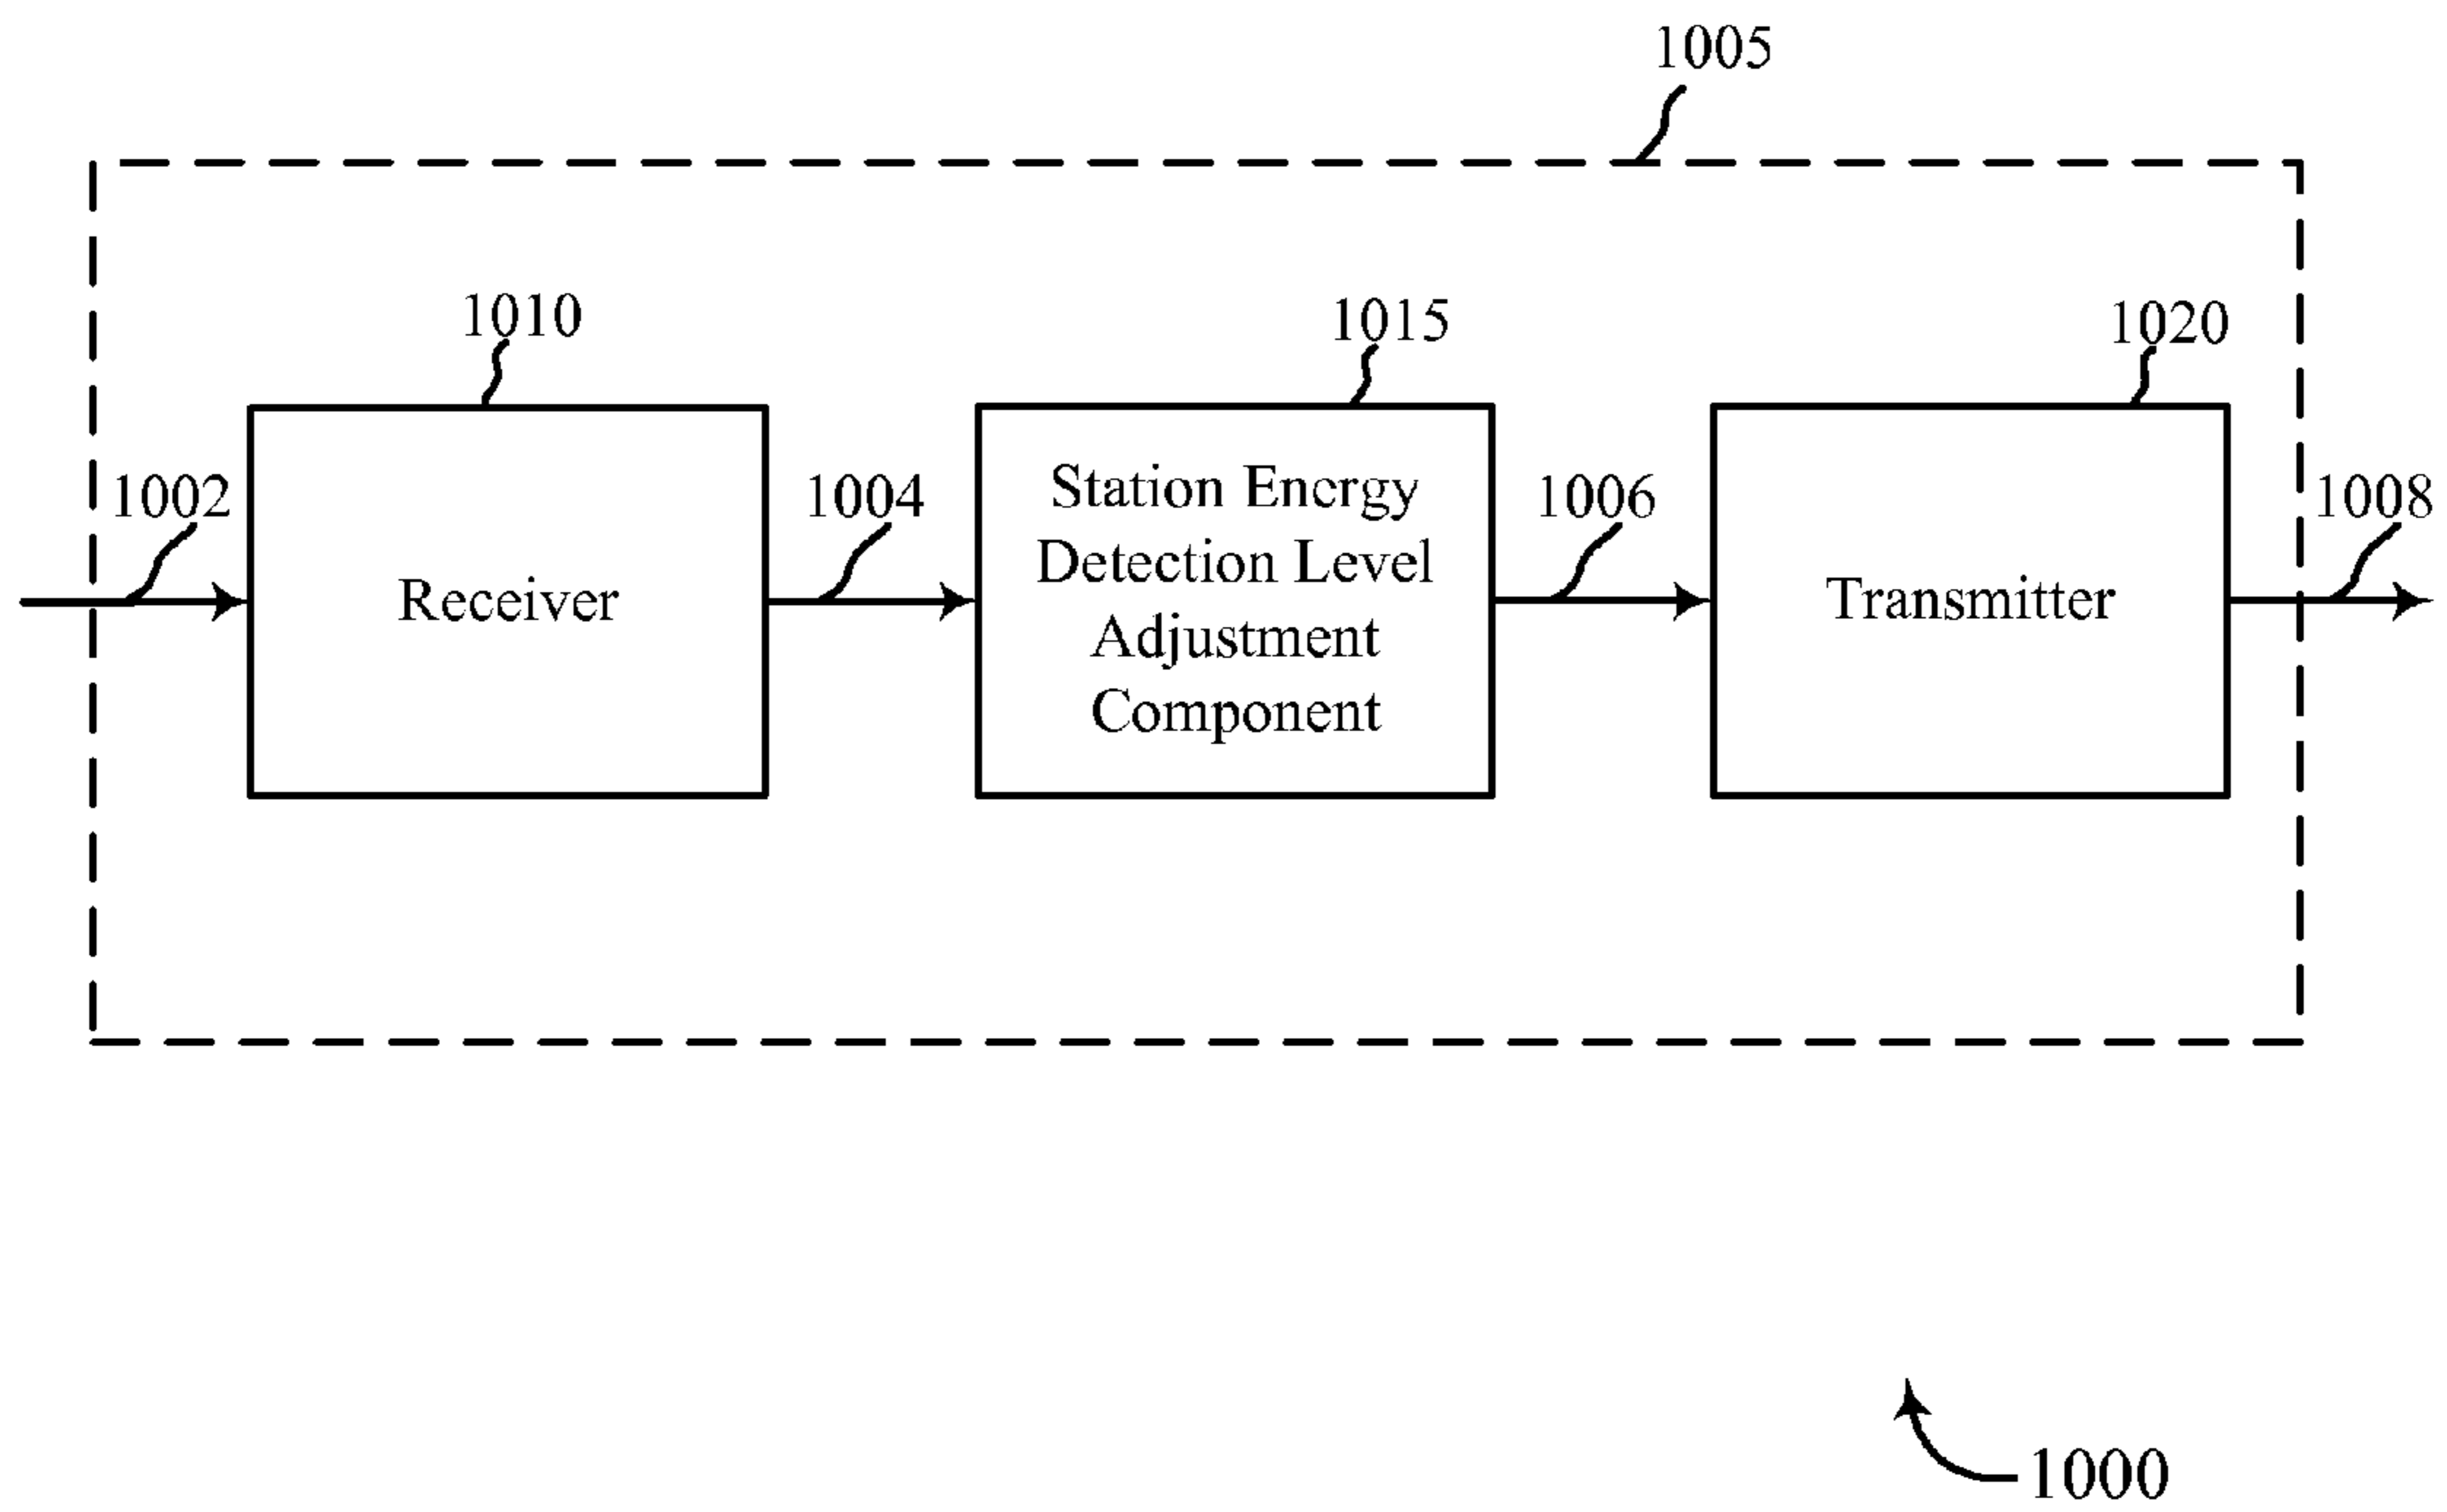 1005
1010
1015
1020
1002
1004
1006
1008
Receiver
Station Energy
Detection Level
Adjustment
Component
Transmitter
1000